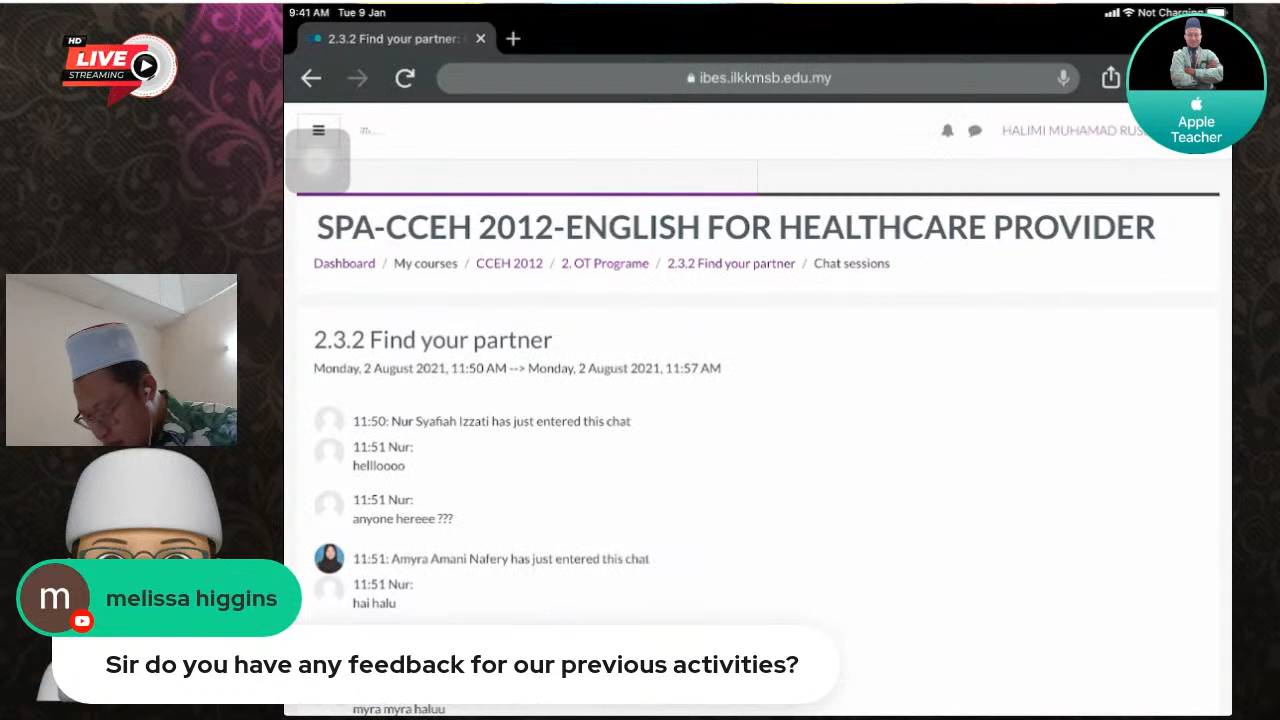 9:41 AM Tue 9 Jan
Not Charging
HD
LIVE
STREAMING
2.3.2 Find your partner:
ibes.ilkkmsb.edu.my
Apple
Teacher
HALIMI MUHAMAD RUS
SPA-CCEH 2012-ENGLISH FOR HEALTHCARE PROVIDER
Dashboard / My courses / CCEH 2012 / 2. OT Programe / 2.3.2 Find your partner / Chat sessions
2.3.2 Find your partner
Monday, 2 August 2021, 11:50 AM --> Monday, 2 August 2021, 11:57 AM
11:50: Nur Syafiah Izzati has just entered this chat
11:51 Nur:
hellloooo
11:51 Nur:
anyone hereee ???
11:51: Amyra Amani Nafery has just entered this chat
11:51 Nur:
hai halu
m
melissa higgins
Sir do you have any feedback for our previous activities?
myra myra haluu